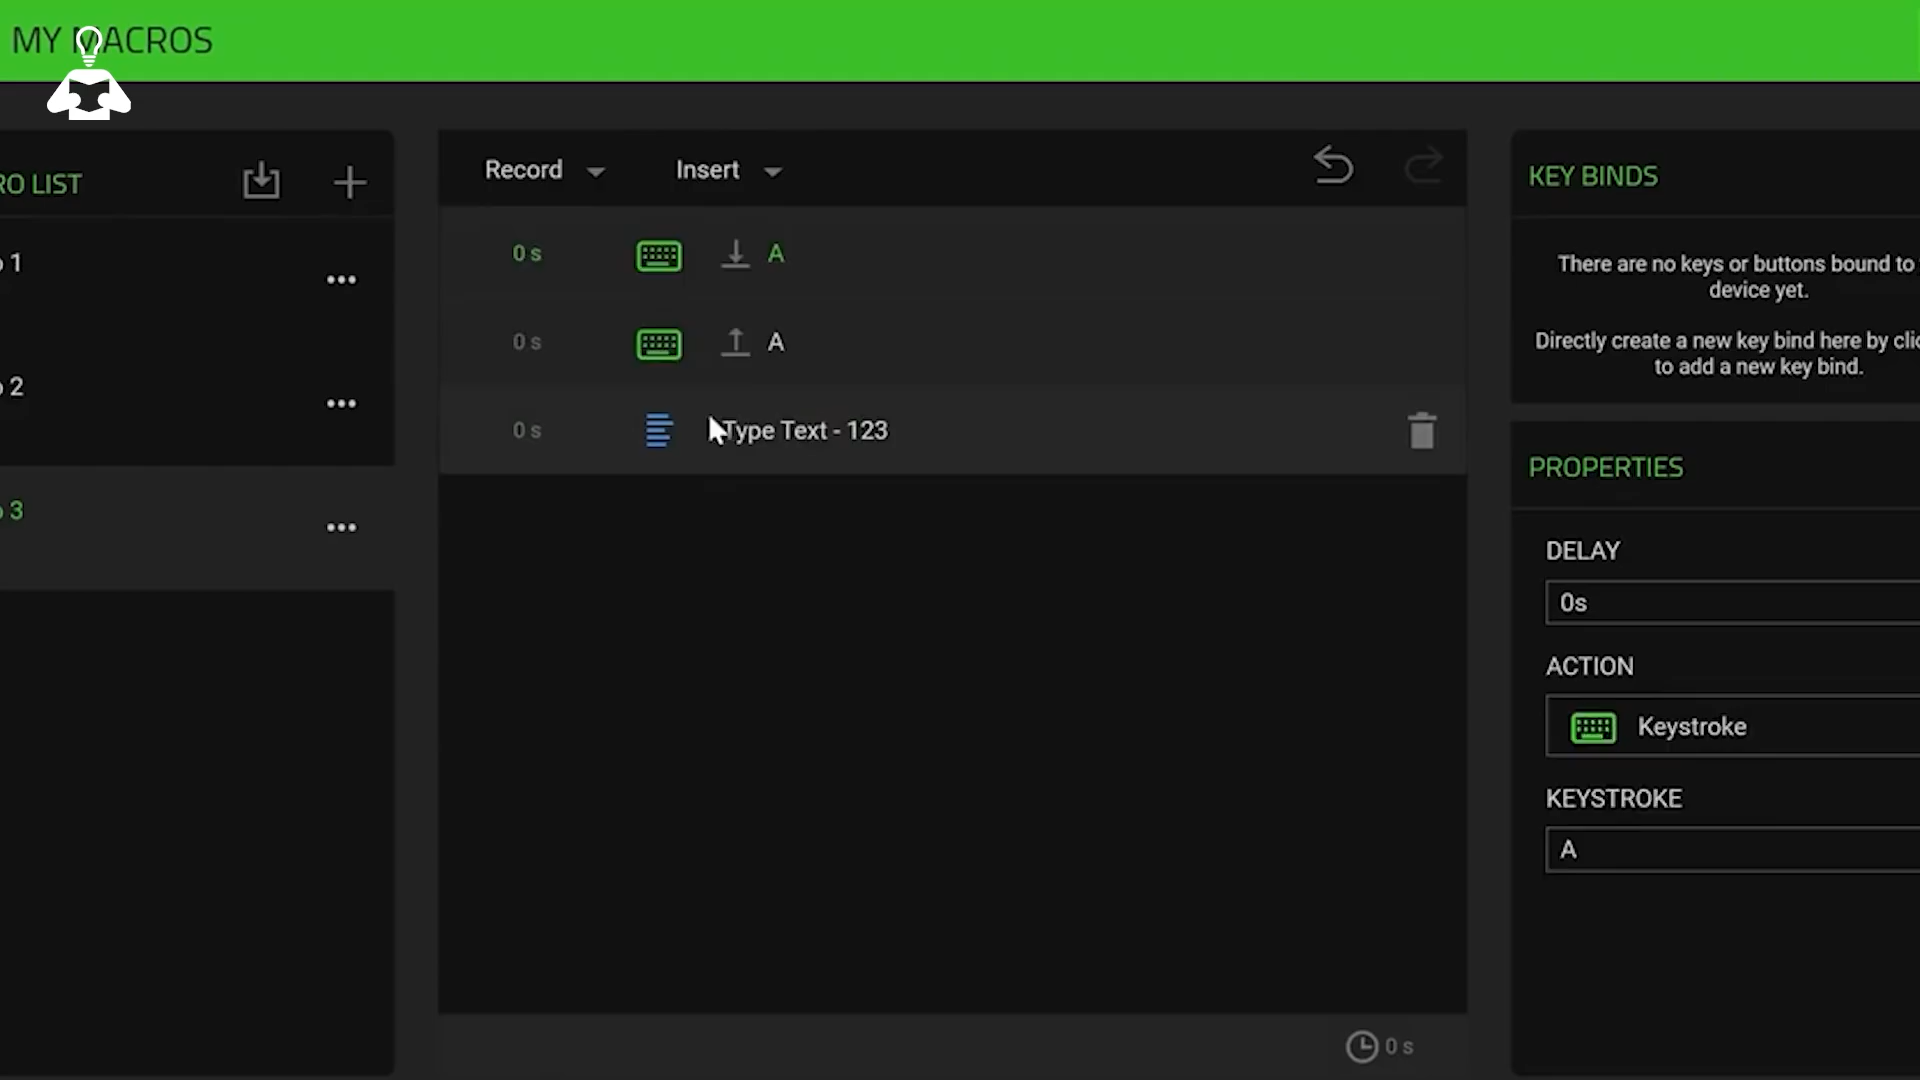 MY MACROS
RO LIST
Record
Insert
KEY BINDS
1
2
3
0 s
A
0 s
A
0 s
Type Text - 123
There are no keys or buttons bound to
device yet.
Directly create a new key bind here by
to add a new key bind.
PROPERTIES
DELAY
0s
ACTION
Keystroke
KEYSTROKE
A
0 s